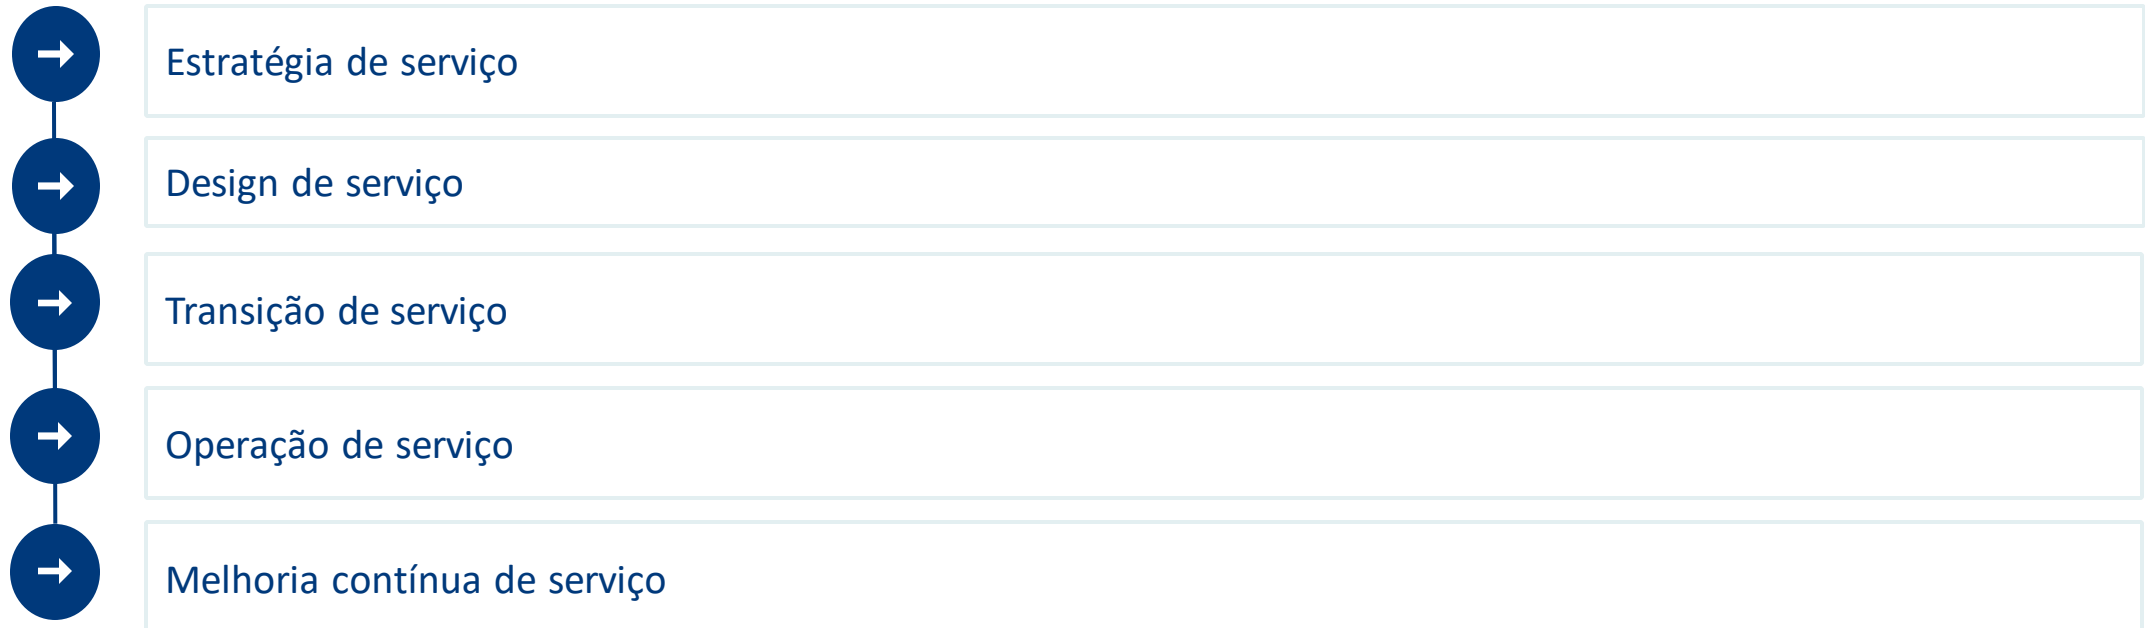 Estratégia de serviço
Design de serviço
Transição de serviço
Operação de serviço
Melhoria contínua de serviço